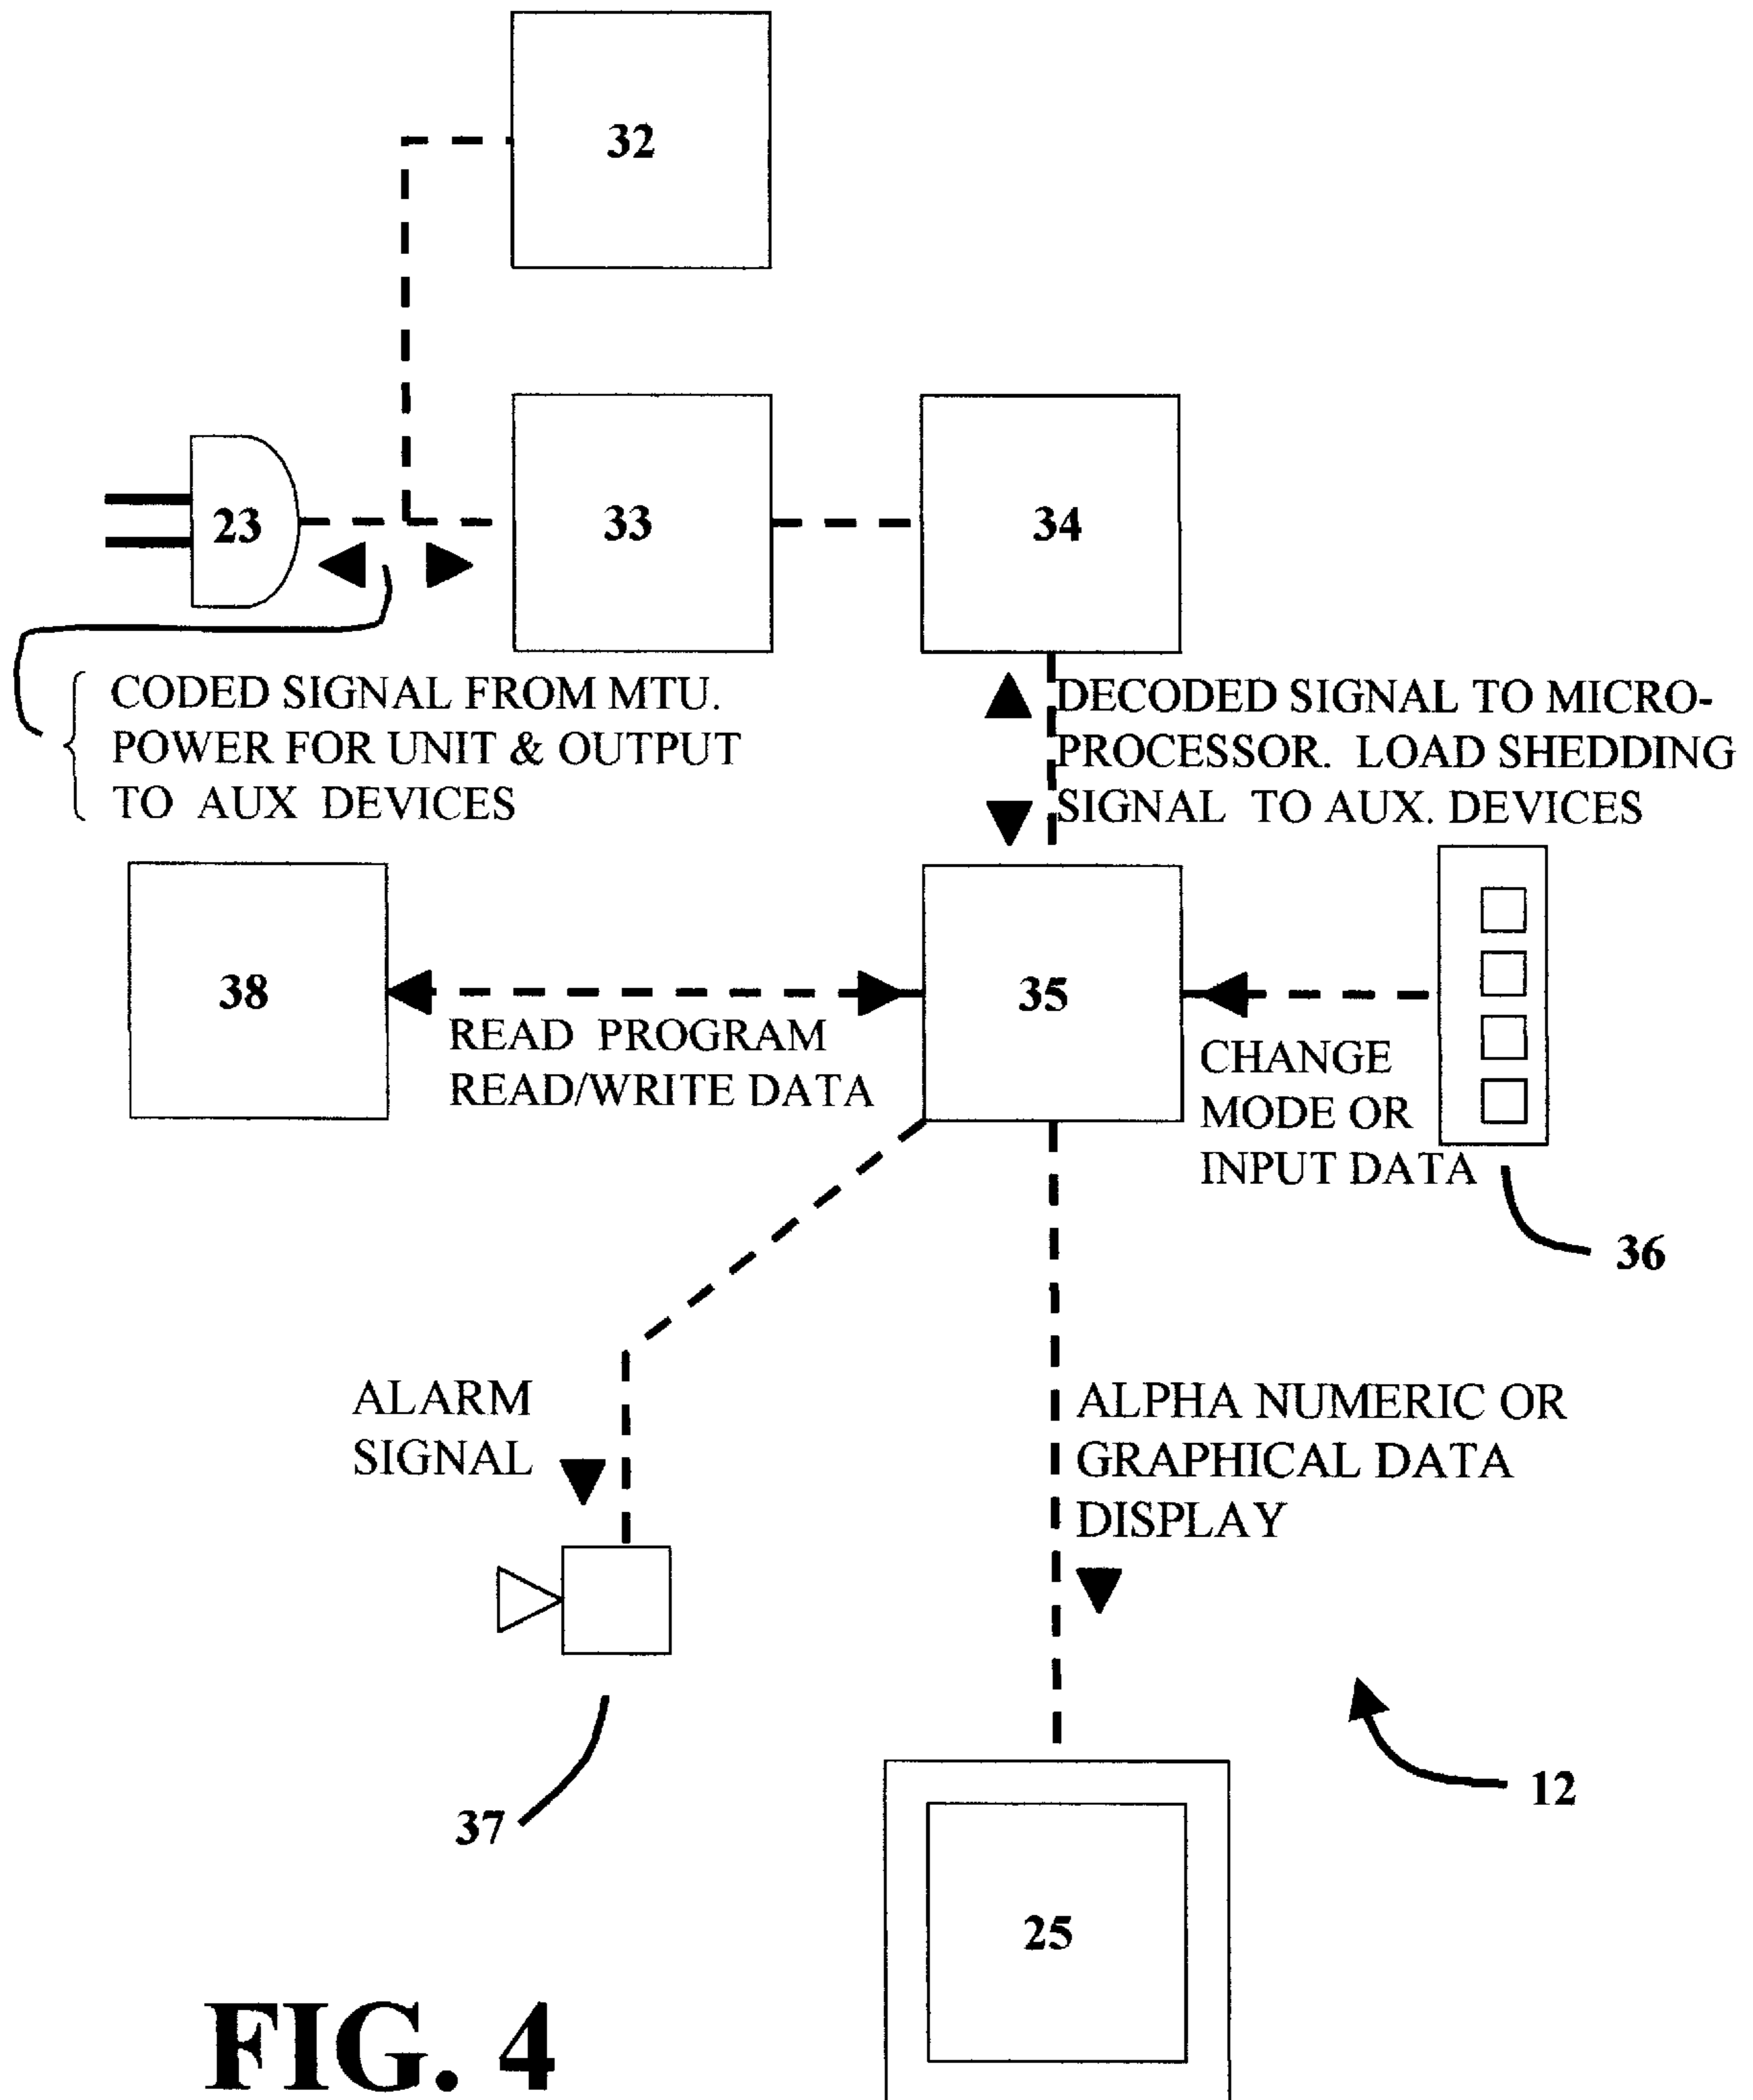 32
23
33
34
CODED SIGNAL FROM MTU.
POWER FOR UNIT & OUTPUT
TO AUX DEVICES
DECODED SIGNAL TO MICRO-
PROCESSOR. LOAD SHEDDING
SIGNAL TO AUX. DEVICES
38
READ PROGRAM
READ/WRITE DATA
35
CHANGE
MODE OR
INPUT DATA
36
ALARM
SIGNAL
ALPHA NUMERIC OR
GRAPHICAL DATA
DISPLAY
37
12
25
FIG. 4